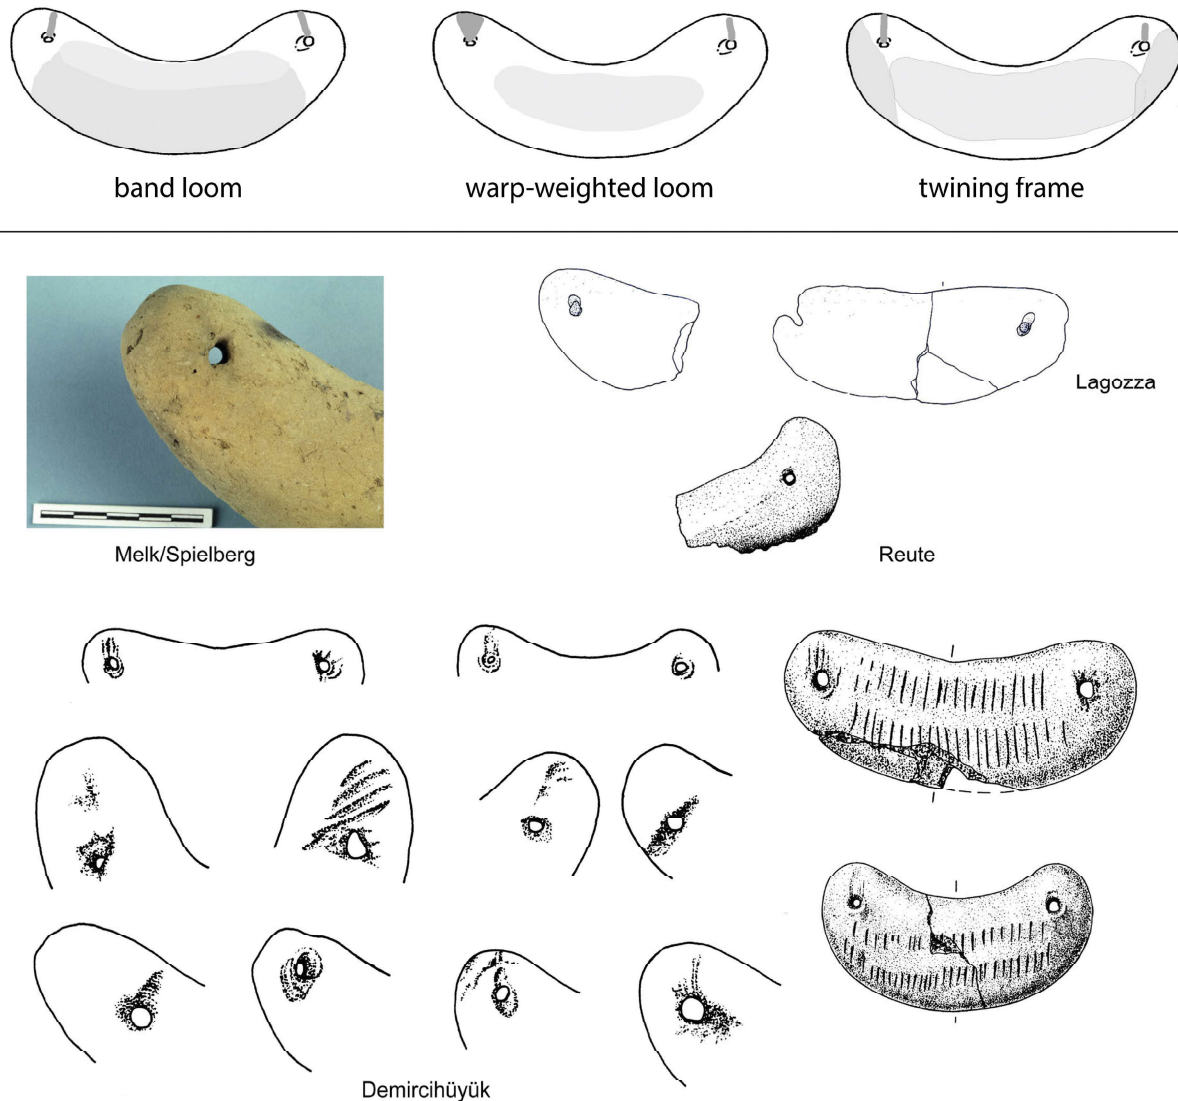 band loom
warp-weighted loom
twining frame
Lagozza
Melk/Spielberg
Reute
Demircihüyük